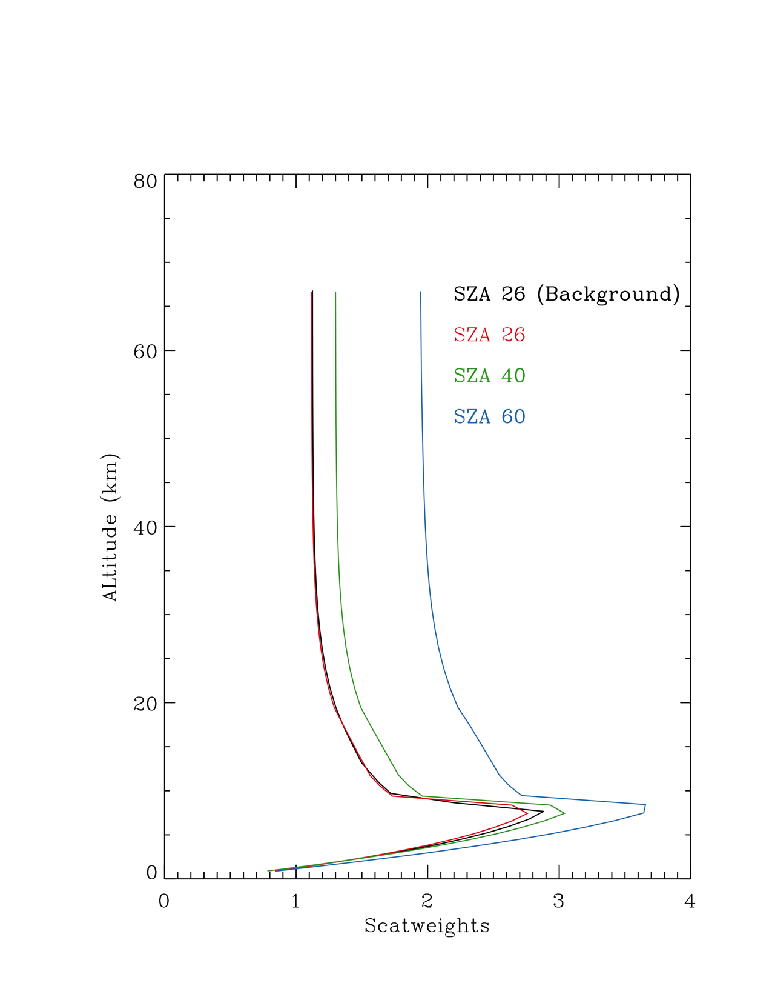 80
60
40
20
0
ALtitude (km)
SZA 26 (Background)
SZA 26
SZA 40
SZA 60
0 1 2 3 4
Scatweights